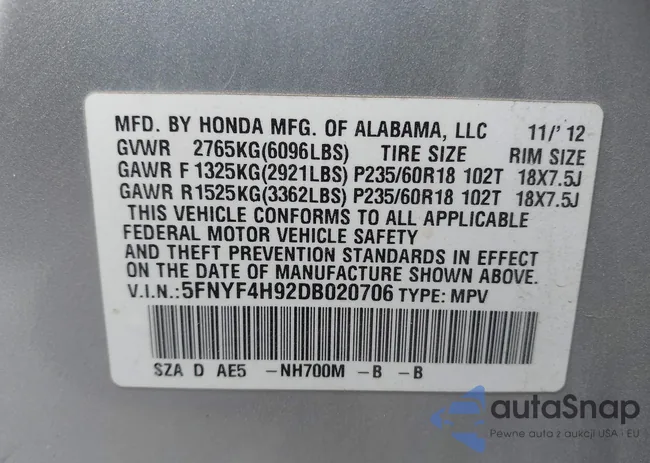 MFD. BY HONDA MFG. OF ALABAMA, LLC 11/'12
GVWR 2765KG(6096LBS) TIRE SIZE RIM SIZE
GAWR F 1325KG(2921LBS) P235/60R18 102T 18X7.5J
GAWR R1525KG(3362LBS) P235/60R18 102T 18X7.5J
THIS VEHICLE CONFORMS TO ALL APPLICABLE
FEDERAL MOTOR VEHICLE SAFETY
AND THEFT PREVENTION STANDARDS IN EFFECT
ON THE DATE OF MANUFACTURE SHOWN ABOVE.
V.I.N.:5FNYF4H92DB020706 TYPE: MPV
SZA D AE5 -NH700M -B -B
autaSnap
Pewne auta z aukcji USA i EU